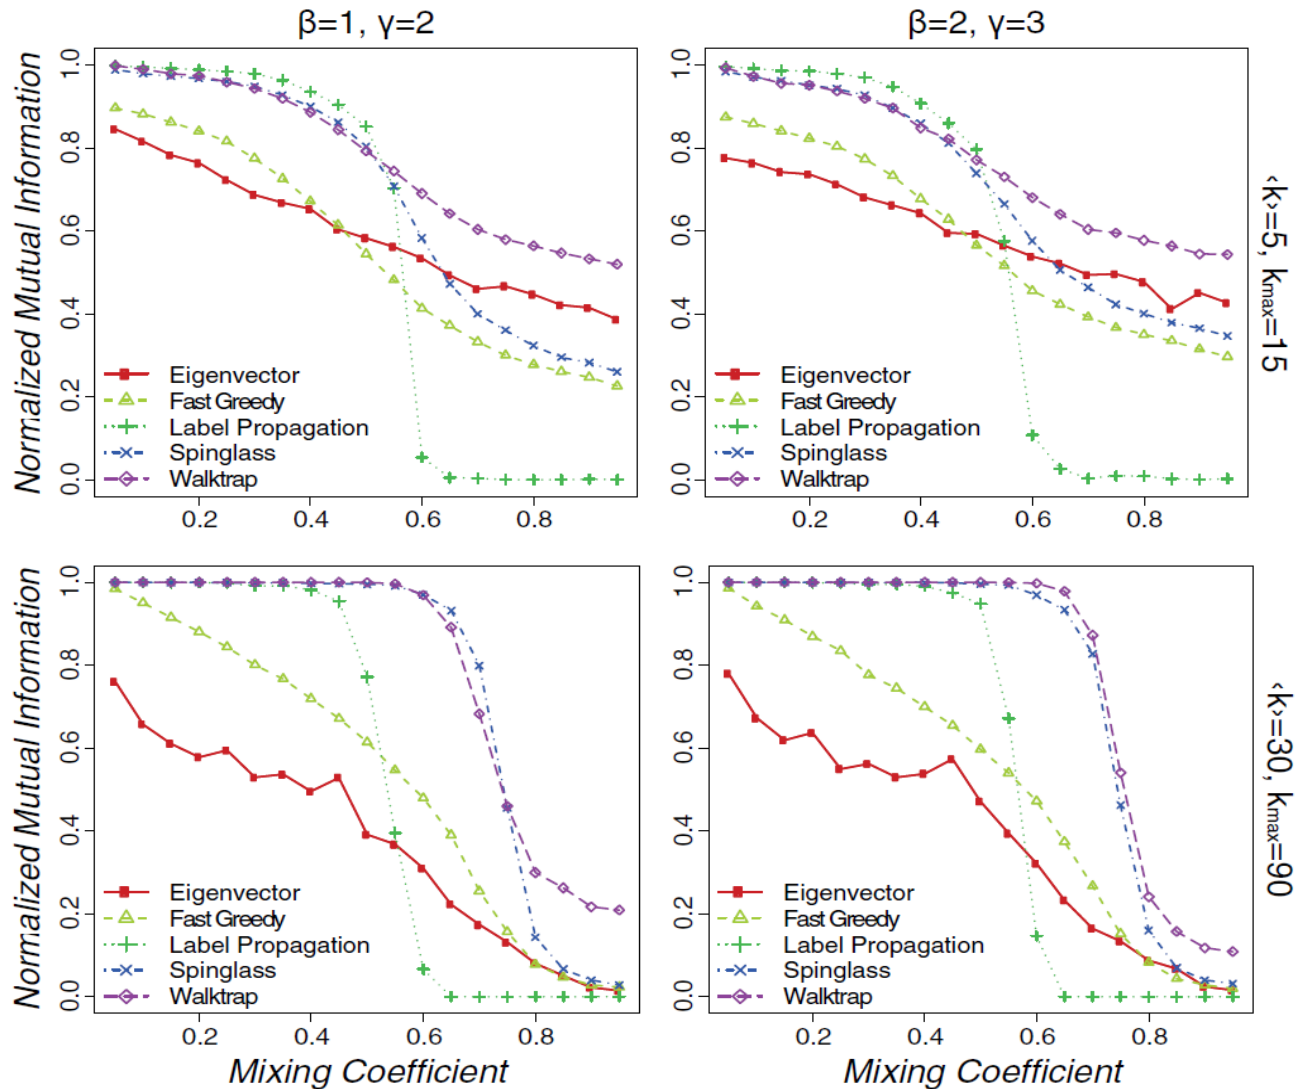 β=1, γ=2
β=2, γ=3
Normalized Mutual Information
1.0
0.8
0.6
0.4
0.2
0.0
Eigenvector
Fast Greedy
Label Propagation
Spinglass
Walktrap
0.2 0.4 0.6 0.8
1.0
0.8
0.6
0.4
0.2
0.0
Eigenvector
Fast Greedy
Label Propagation
Spinglass
Walktrap
0.2 0.4 0.6 0.8
‹k›=5, kmax=15
Normalized Mutual Information
1.0
0.8
0.6
0.4
0.2
0.0
Eigenvector
Fast Greedy
Label Propagation
Spinglass
Walktrap
0.2 0.4 0.6 0.8
Mixing Coefficient
1.0
0.8
0.6
0.4
0.2
0.0
Eigenvector
Fast Greedy
Label Propagation
Spinglass
Walktrap
0.2 0.4 0.6 0.8
Mixing Coefficient
‹k›=30, kmax=90